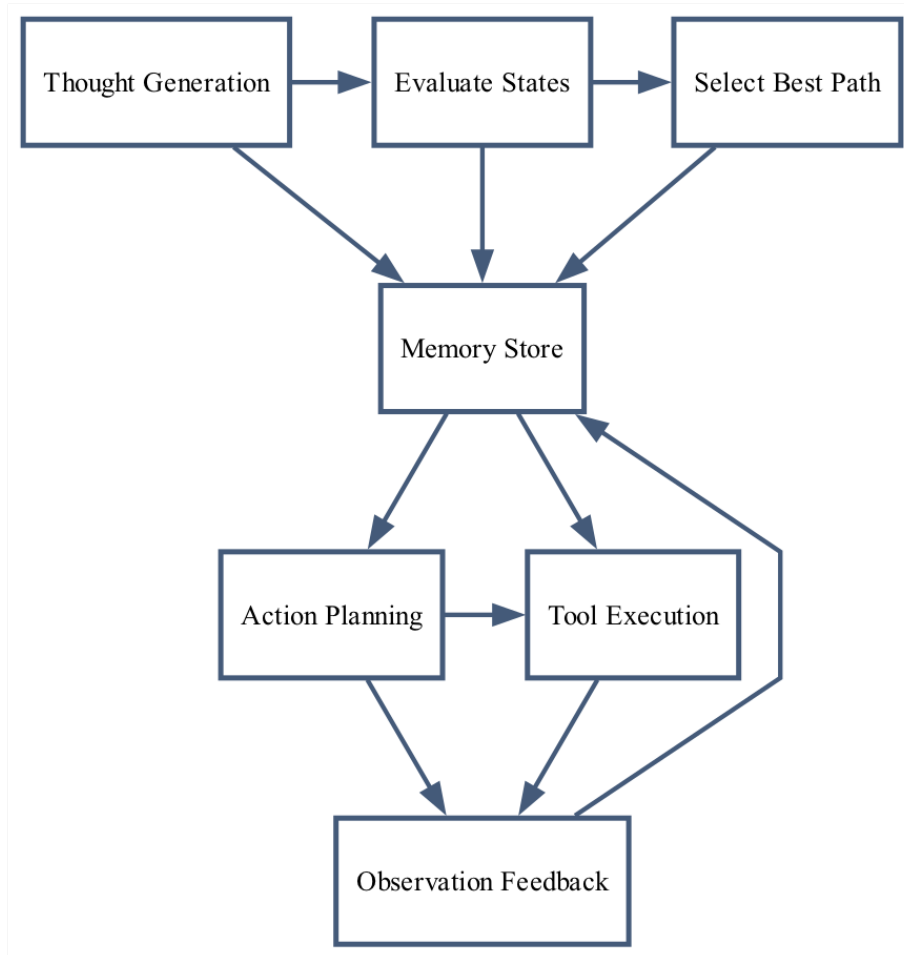 Thought Generation
Evaluate States
Select Best Path
Memory Store
Action Planning
Tool Execution
Observation Feedback